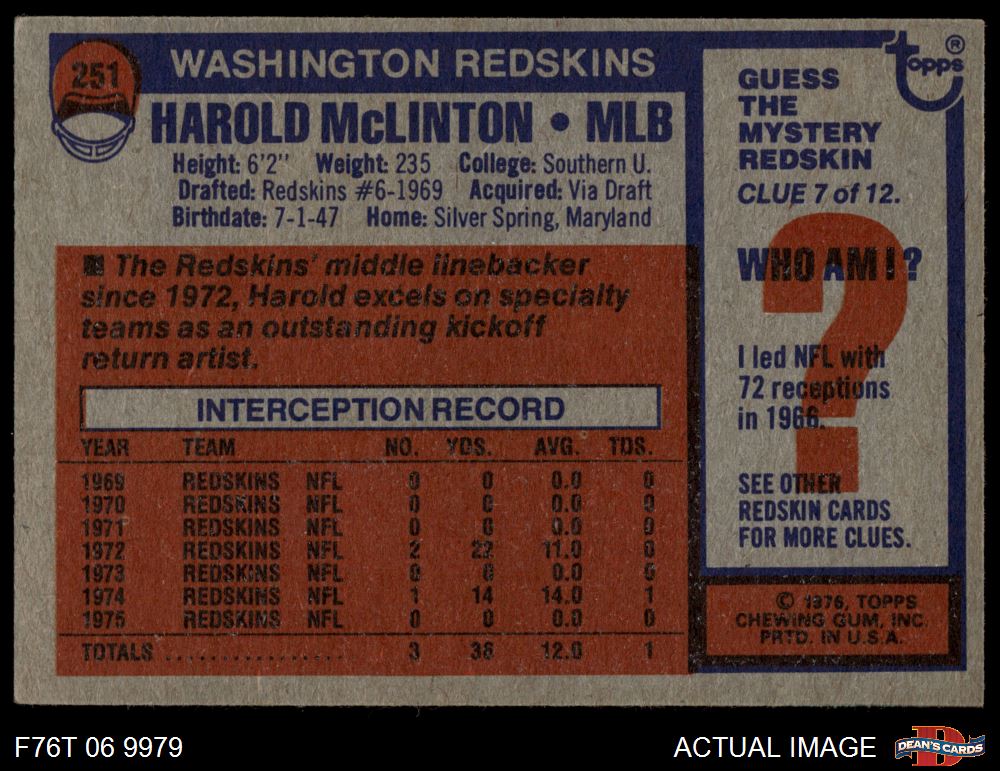 251
WASHINGTON REDSKINS
HAROLD McLINTON • MLB
Height: 6'2" Weight: 235 College: Southern U.
Drafted: Redskins #6-1969 Acquired: Via Draft
Birthdate: 7-1-47 Home: Silver Spring, Maryland
■ The Redskins' middle linebacker
since 1972, Harold excels on specialty
teams as an outstanding kickoff
return artist.
INTERCEPTION RECORD
YEAR TEAM NO. YDS. AVG. TDS.
1969 REDSKINS NFL 0 0 0.0 0
1970 REDSKINS NFL 0 0 0.0 0
1971 REDSKINS NFL 0 0 0.0 0
1972 REDSKINS NFL 2 22 11.0 0
1973 REDSKINS NFL 0 0 0.0 0
1974 REDSKINS NFL 1 14 14.0 1
1975 REDSKINS NFL 0 0 0.0 0
TOTALS .................. 3 36 12.0 1
topps ®
GUESS
THE
MYSTERY
REDSKIN
CLUE 7 of 12.
?
WHO AM I?
I led NFL with
72 receptions
in 1966.
SEE OTHER
REDSKIN CARDS
FOR MORE CLUES.
© 1976, TOPPS
CHEWING GUM, INC.
PRTD. IN U.S.A.
F76T 06 9979
ACTUAL IMAGE
D
DEAN'S CARDS